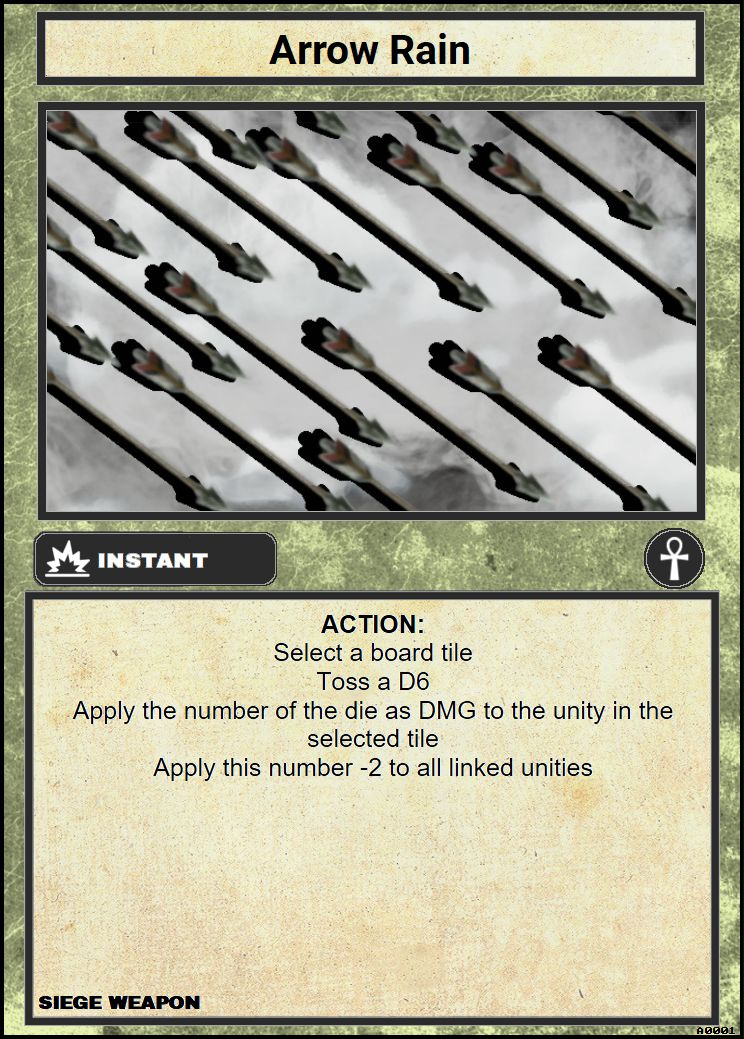 Arrow Rain
INSTANT
ACTION:
Select a board tile
Toss a D6
Apply the number of the die as DMG to the unity in the
selected tile
Apply this number -2 to all linked unities
SIEGE WEAPON
A0001